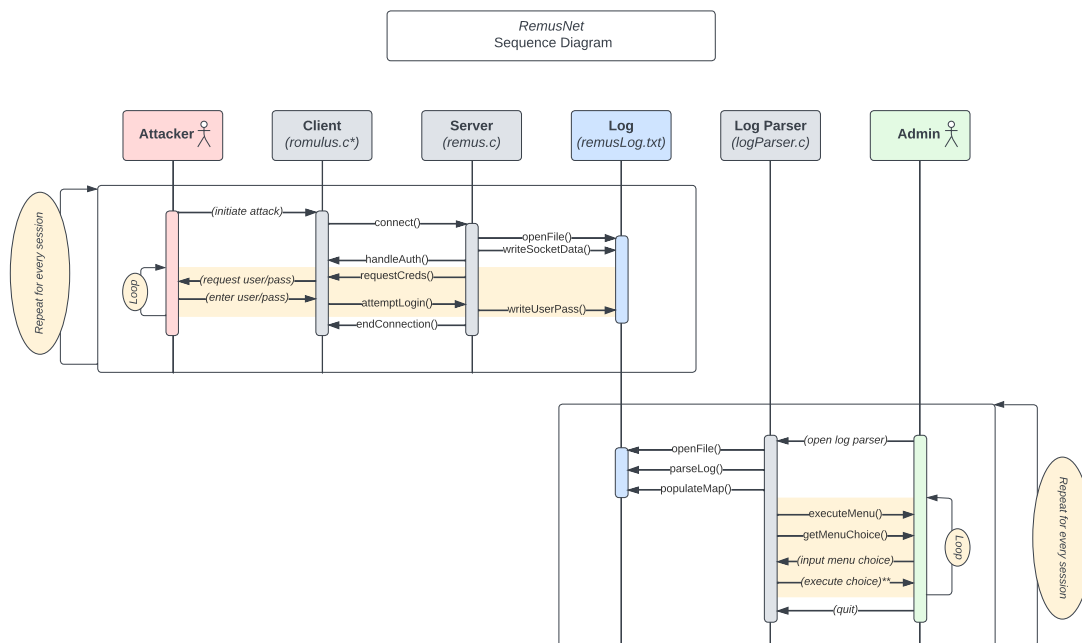 RemusNet
Sequence Diagram
Attacker
Client
(romulus.c*)
Server
(remus.c)
Log
(remusLog.txt)
Log Parser
(logParser.c)
Admin
Repeat for every session
(initiate attack)
connect()
openFile()
writeSocketData()
handleAuth()
requestCreds()
(request user/pass)
Loop
(enter user/pass)
attemptLogin()
writeUserPass()
endConnection()
(open log parser)
openFile()
parseLog()
populateMap()
executeMenu()
getMenuChoice()
Loop
(input menu choice)
(execute choice)**
(quit)
Repeat for every session